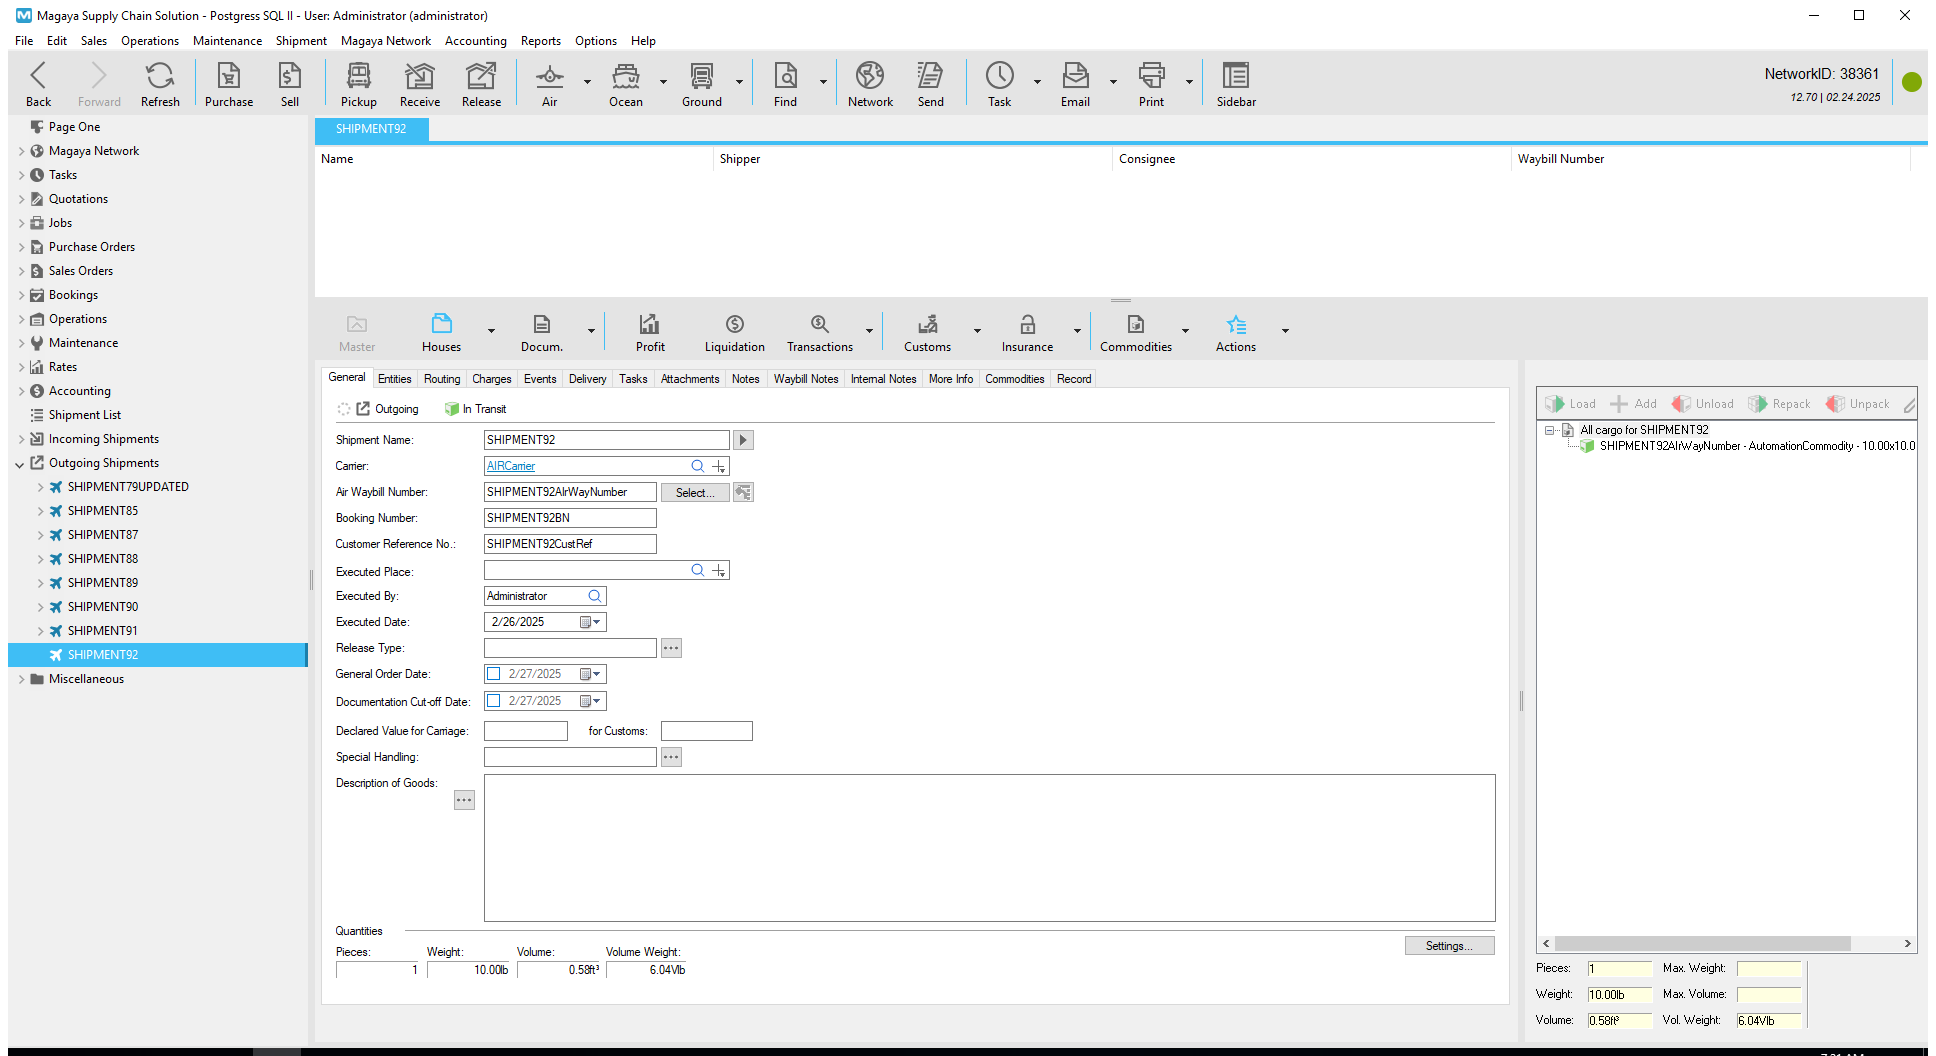 Magaya Supply Chain Solution - Postgress SQL II - User: Administrator (administrator)
File Edit Sales Operations Maintenance Shipment Magaya Network Accounting Reports Options Help
Back Forward Refresh Purchase Sell Pickup Receive Release Air Ocean Ground Find Network Send Task Email Print Sidebar
NetworkID: 38361
12.70 | 02.24.2025
Page One
Magaya Network
Tasks
Quotations
Jobs
Purchase Orders
Sales Orders
Bookings
Operations
Maintenance
Rates
Accounting
Shipment List
Incoming Shipments
Outgoing Shipments
SHIPMENT79UPDATED
SHIPMENT85
SHIPMENT87
SHIPMENT88
SHIPMENT89
SHIPMENT90
SHIPMENT91
SHIPMENT92
Miscellaneous
SHIPMENT92
Name Shipper Consignee Waybill Number
Master Houses Docum. Profit Liquidation Transactions Customs Insurance Commodities Actions
General Entities Routing Charges Events Delivery Tasks Attachments Notes Waybill Notes Internal Notes More Info Commodities Record
Outgoing In Transit
Shipment Name: SHIPMENT92
Carrier: AIRCarrier
Air Waybill Number: SHIPMENT92AIrWayNumber Select...
Booking Number: SHIPMENT92BN
Customer Reference No.: SHIPMENT92CustRef
Executed Place:
Executed By: Administrator
Executed Date: 2/26/2025
Release Type:
General Order Date: 2/27/2025
Documentation Cut-off Date: 2/27/2025
Declared Value for Carriage: for Customs:
Special Handling:
Description of Goods:
Quantities
Settings...
Pieces: Weight: Volume: Volume Weight:
1 10.00lb 0.58ft³ 6.04Vlb
Load Add Unload Repack Unpack
All cargo for SHIPMENT92
SHIPMENT92AIrWayNumber - AutomationCommodity - 10.00x10.0
Pieces: 1 Max. Weight:
Weight: 10.00lb Max. Volume:
Volume: 0.58ft³ Vol. Weight: 6.04Vlb